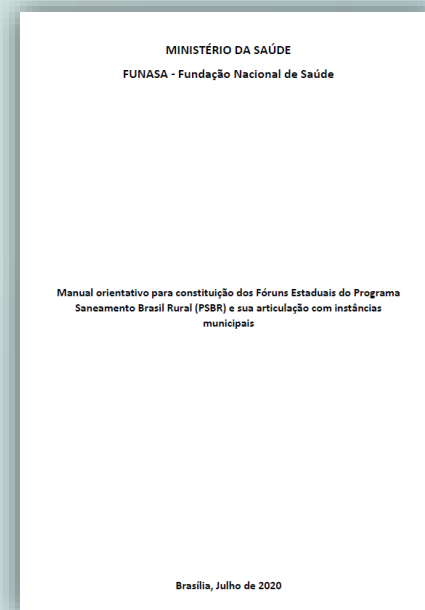 MINISTÉRIO DA SAÚDE
FUNASA - Fundação Nacional de Saúde
Manual orientativo para constituição dos Fóruns Estaduais do Programa
Saneamento Brasil Rural (PSBR) e sua articulação com instâncias
municipais
Brasília, Julho de 2020